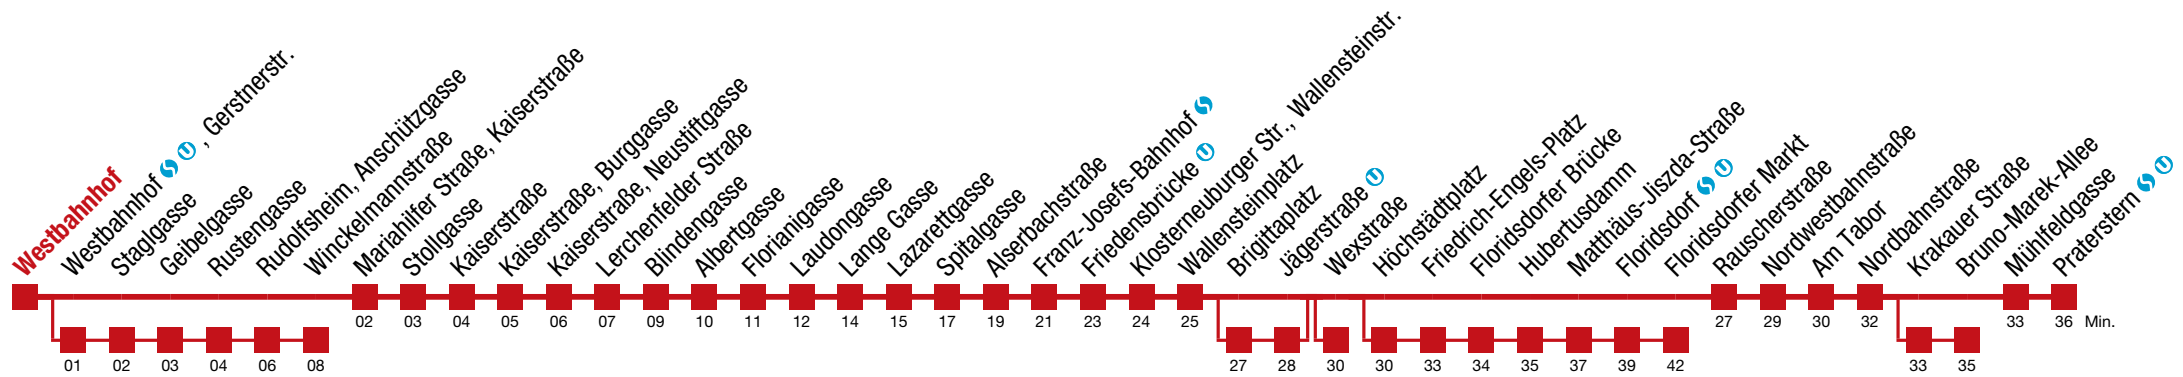 Westbahnhof
Westbahnhof S U , Gerstnerstr.
Staglgasse
Geibelgasse
Rustengasse
Rudolfsheim, Anschützgasse
Winckelmannstraße
Mariahilfer Straße, Kaiserstraße
Stollgasse
Kaiserstraße
Kaiserstraße, Burggasse
Kaiserstraße, Neustiftgasse
Lerchenfelder Straße
Blindengasse
Albertgasse
Florianigasse
Laudongasse
Lange Gasse
Lazarettgasse
Spitalgasse
Alserbachstraße
Franz-Josefs-Bahnhof S
Friedensbrücke U
Klosterneuburger Str., Wallensteinstr.
Wallensteinplatz
Brigittaplatz
Jägerstraße U
Wexstraße
Höchstädtplatz
Friedrich-Engels-Platz
Floridsdorfer Brücke
Hubertusdamm
Matthäus-Jiszda-Straße
Floridsdorf S U
Floridsdorfer Markt
Rauscherstraße
Nordwestbahnstraße
Am Tabor
Nordbahnstraße
Krakauer Straße
Bruno-Marek-Allee
Mühlfeldgasse
Praterstern S U
02 03 04 05 06 07 09 10 11 12 14 15 17 19 21 23 24 25 27 29 30 32 33 36 Min.
01 02 03 04 06 08 27 28 30 30 33 34 35 37 39 42 33 35